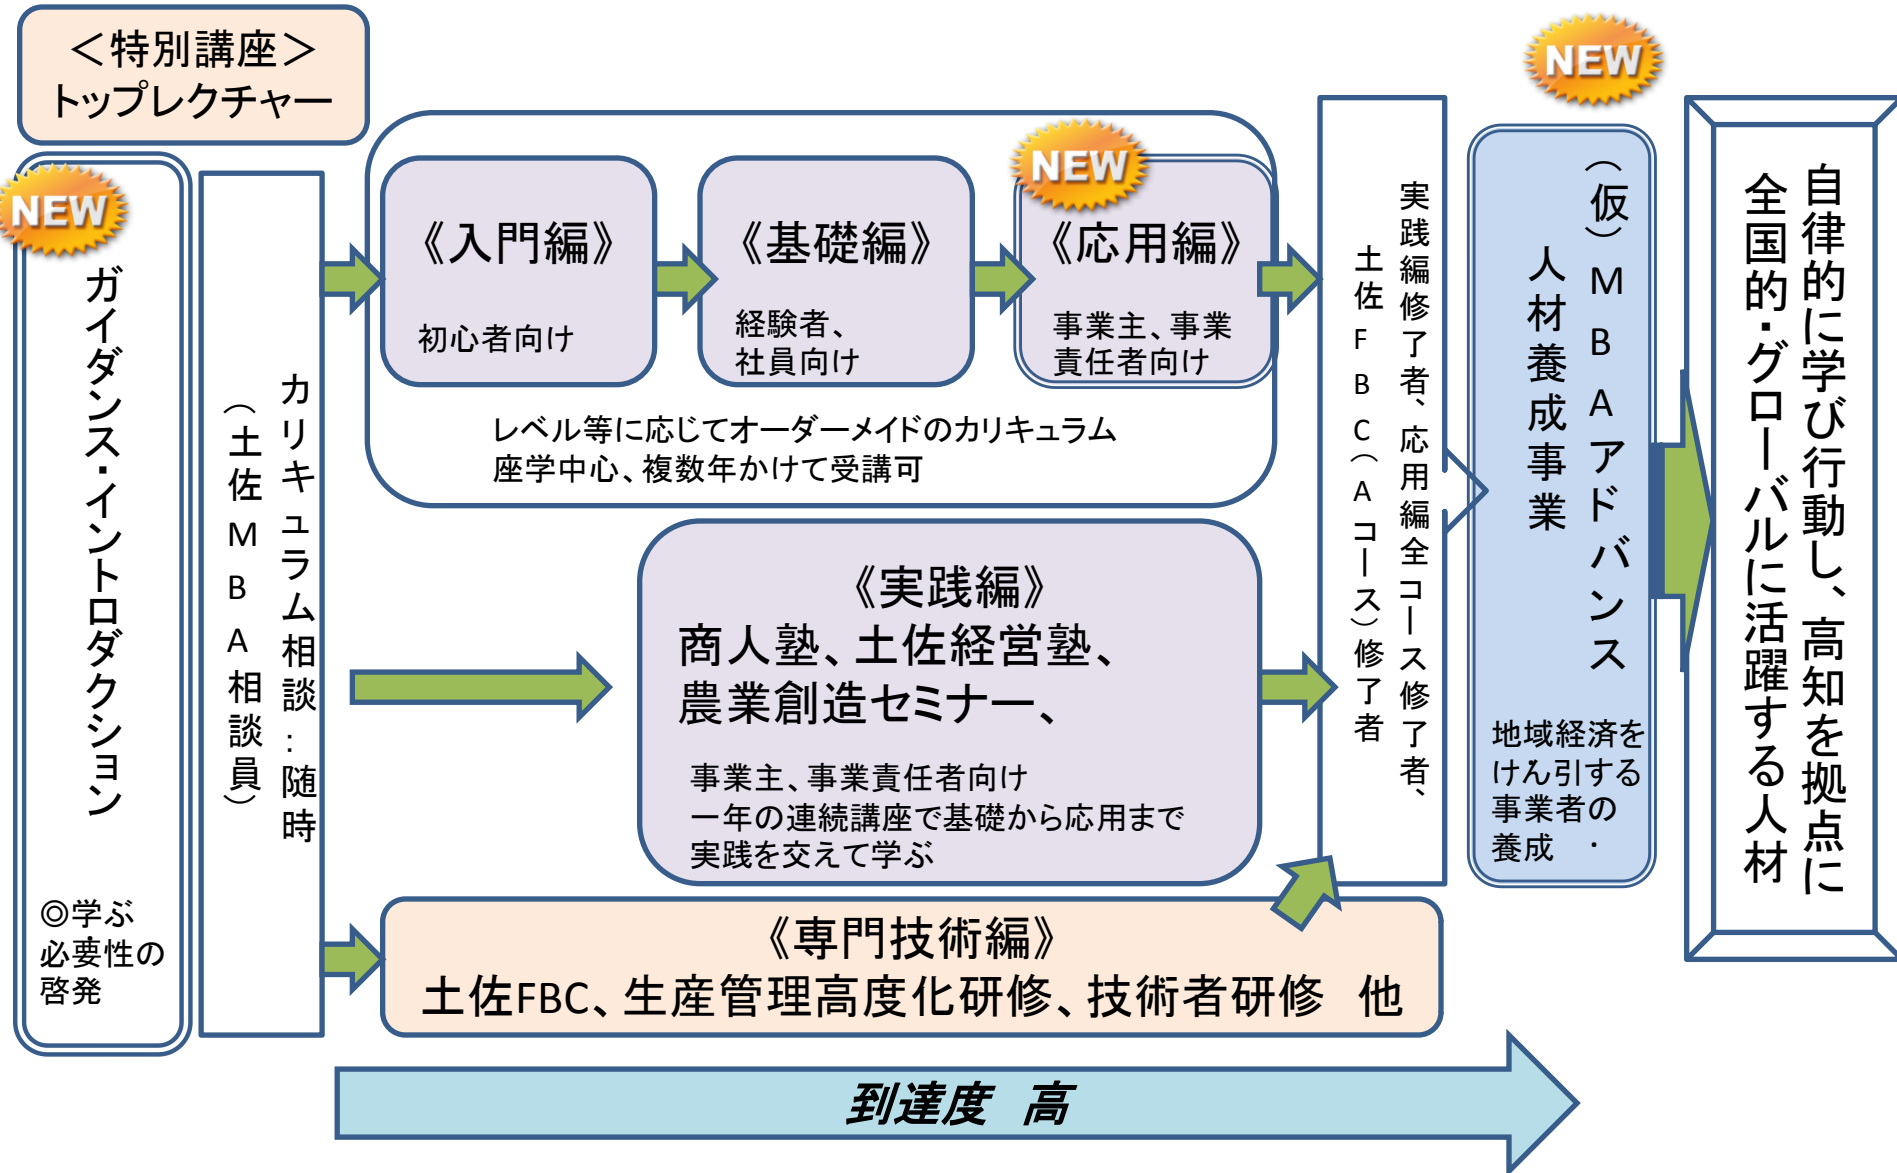 ＜特別講座＞
トップレクチャー
NEW
ガイダンス・イントロダクション
◎学ぶ
必要性の
啓発
カリキュラム相談：随時
（土佐ＭＢＡ相談員）
《入門編》
初心者向け
《基礎編》
経験者、
社員向け
NEW
《応用編》
事業主、事業
責任者向け
レベル等に応じてオーダーメイドのカリキュラム
座学中心、複数年かけて受講可
《実践編》
商人塾、土佐経営塾、
農業創造セミナー、
事業主、事業責任者向け
一年の連続講座で基礎から応用まで
実践を交えて学ぶ
《専門技術編》
土佐FBC、生産管理高度化研修、技術者研修　他
実践編修了者、応用編全コース修了者、
土佐ＦＢＣ（Ａコース）修了者
NEW
（仮）ＭＢＡアドバンス
人材養成事業
地域経済を
けん引する
事業者の
養成　・
自律的に学び行動し、高知を拠点に
全国的・グローバルに活躍する人材
到達度　高